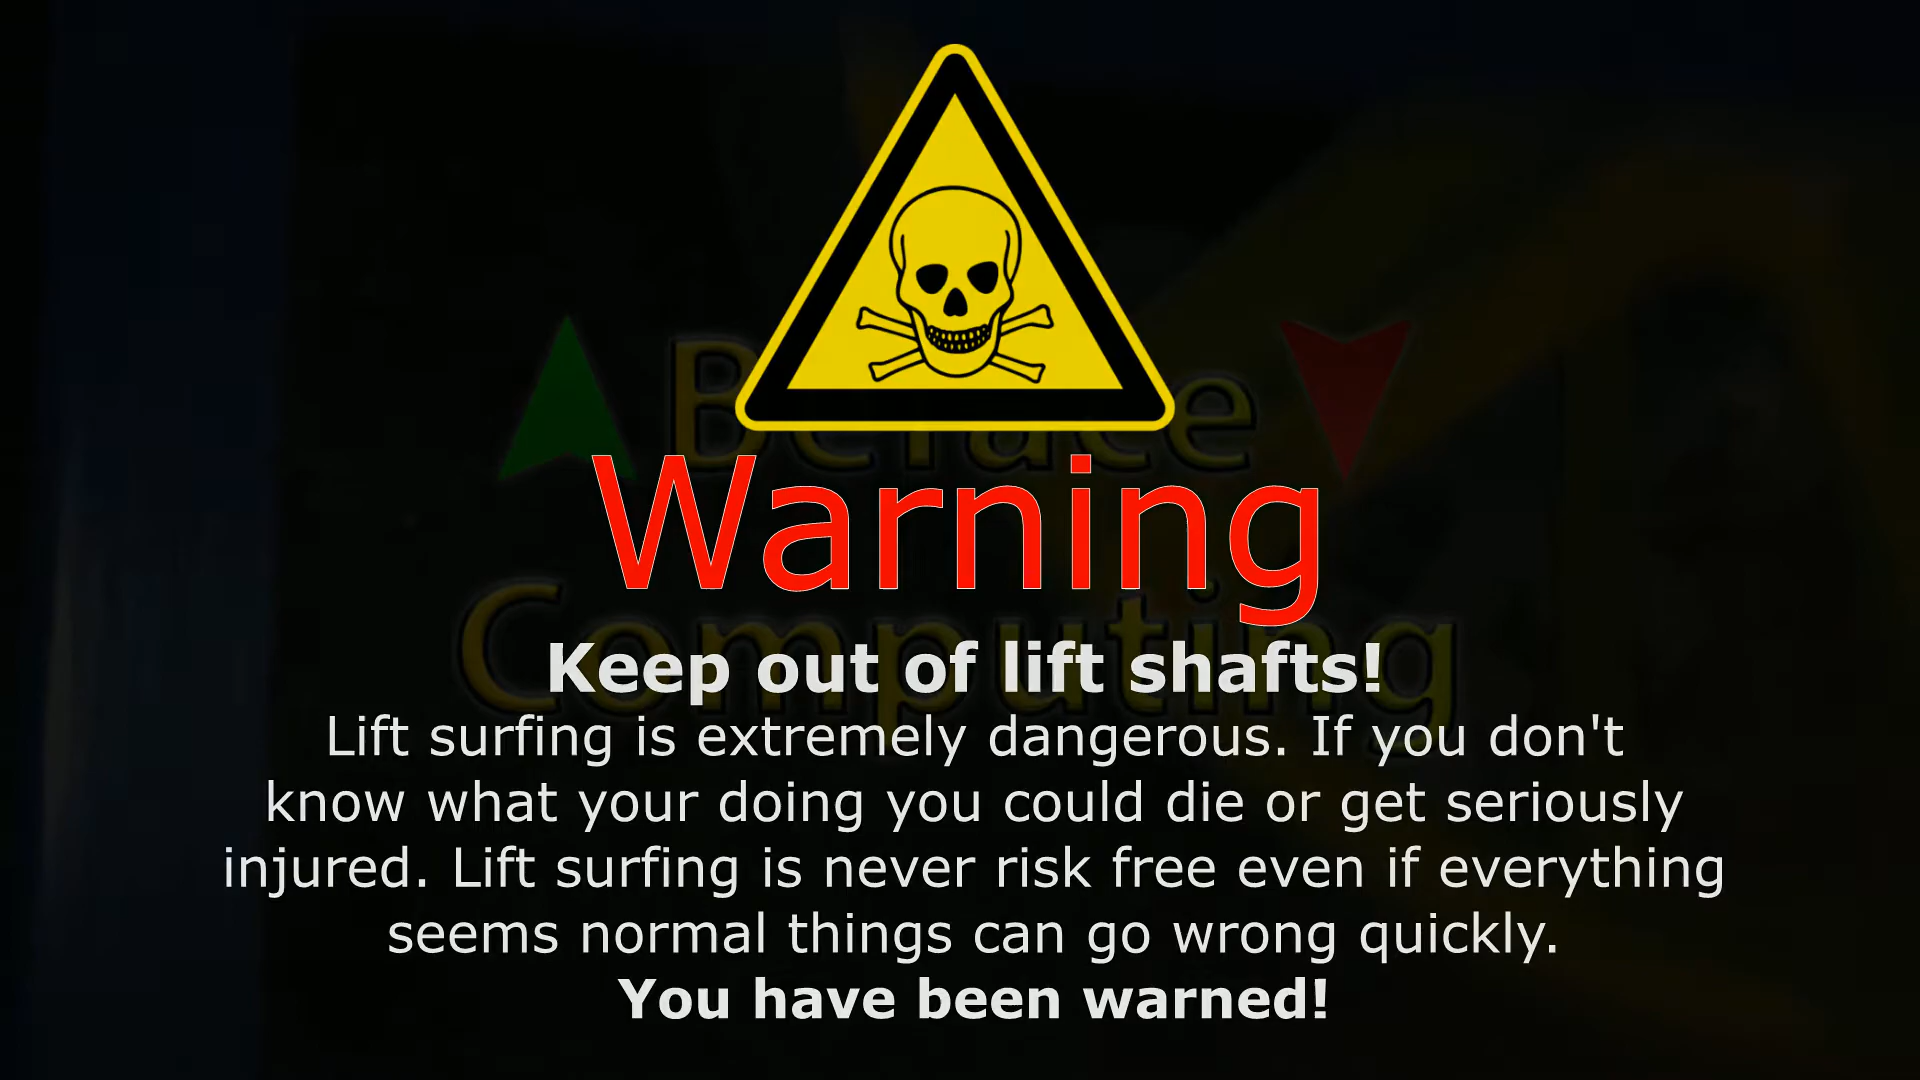 Beface
Warning
Computing
Keep out of lift shafts!
Lift surfing is extremely dangerous. If you don't
know what your doing you could die or get seriously
injured. Lift surfing is never risk free even if everything
seems normal things can go wrong quickly.
You have been warned!